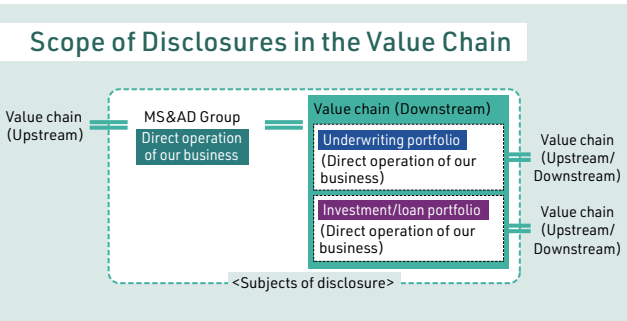 Scope of Disclosures in the Value Chain
Value chain
(Upstream)
MS&AD Group
Direct operation
of our business
Value chain (Downstream)
Underwriting portfolio
(Direct operation of our
business)
Investment/loan portfolio
(Direct operation of our
business)
Value chain
(Upstream/
Downstream)
Value chain
(Upstream/
Downstream)
<Subjects of disclosure>